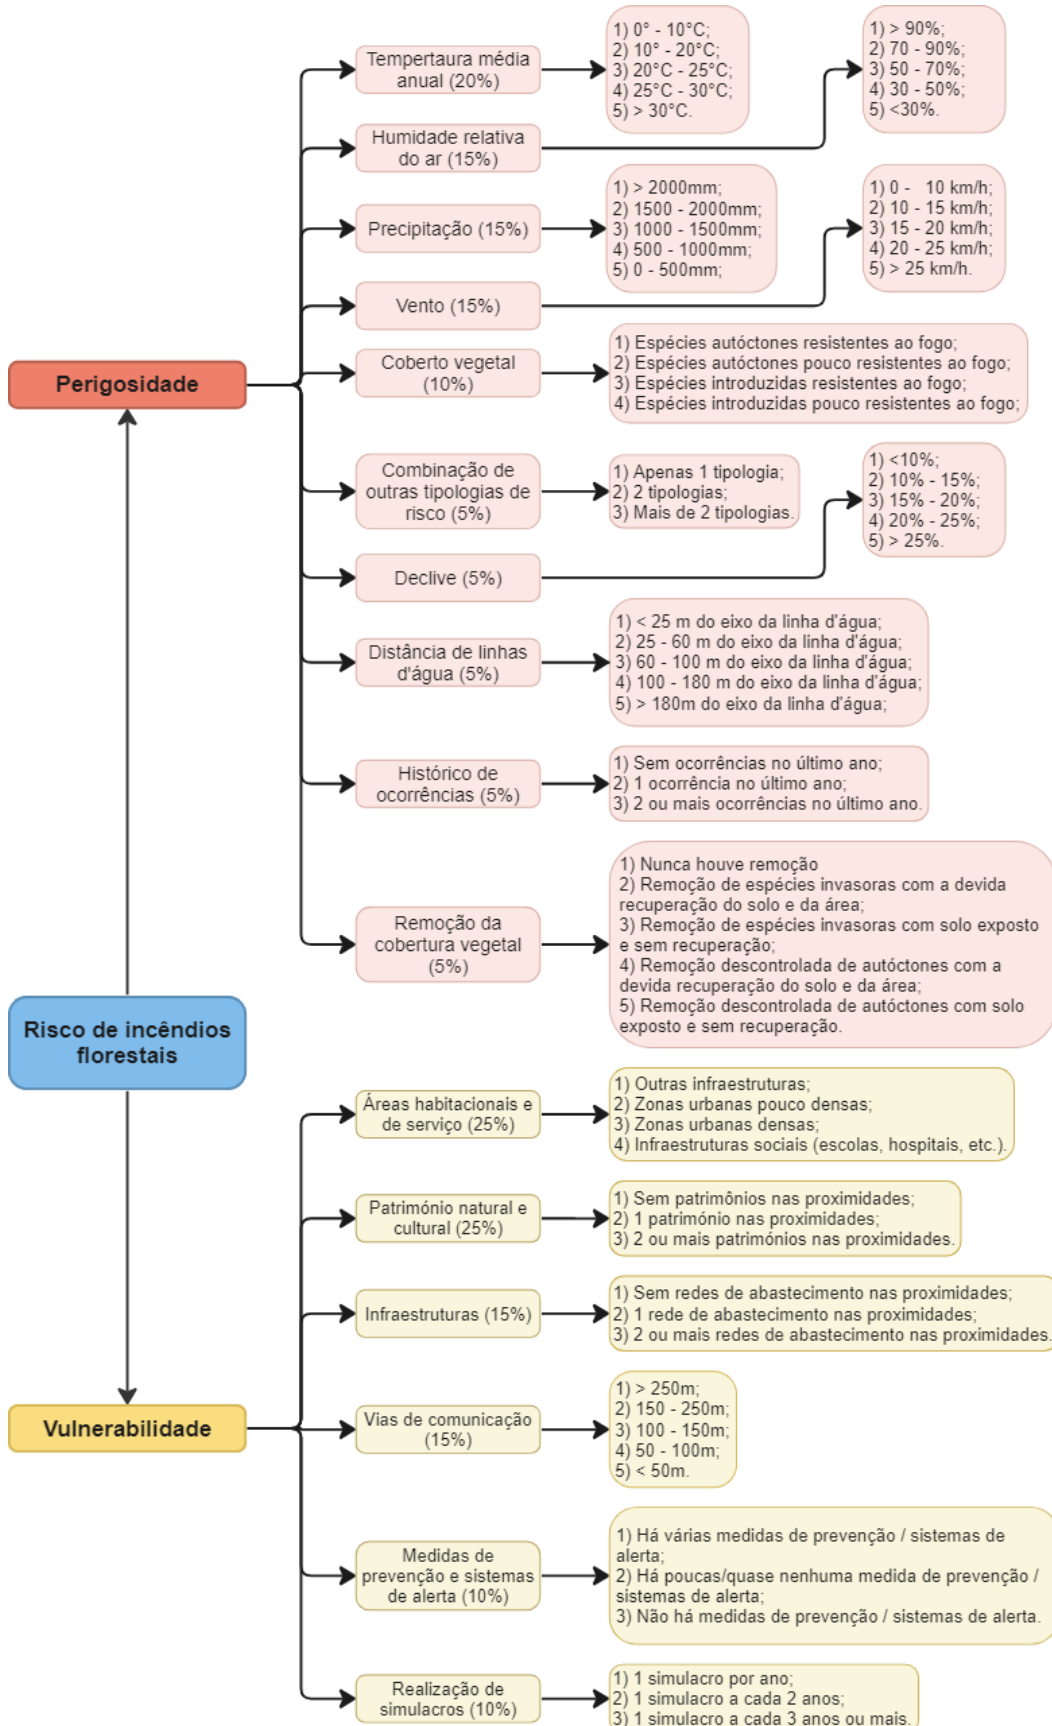 Tempertaura média
anual (20%)
1) 0° - 10°C;
2) 10° - 20°C;
3) 20°C - 25°C;
4) 25°C - 30°C;
5) > 30°C.
Humidade relativa
do ar (15%)
1) > 90%;
2) 70 - 90%;
3) 50 - 70%;
4) 30 - 50%;
5) <30%.
Precipitação (15%)
1) > 2000mm;
2) 1500 - 2000mm;
3) 1000 - 1500mm;
4) 500 - 1000mm;
5) 0 - 500mm;
Vento (15%)
1) 0 - 10 km/h;
2) 10 - 15 km/h;
3) 15 - 20 km/h;
4) 20 - 25 km/h;
5) > 25 km/h.
Perigosidade
Coberto vegetal
(10%)
1) Espécies autóctones resistentes ao fogo;
2) Espécies autóctones pouco resistentes ao fogo;
3) Espécies introduzidas resistentes ao fogo;
4) Espécies introduzidas pouco resistentes ao fogo;
Combinação de
outras tipologias de
risco (5%)
1) Apenas 1 tipologia;
2) 2 tipologias;
3) Mais de 2 tipologias.
Declive (5%)
1) <10%;
2) 10% - 15%;
3) 15% - 20%;
4) 20% - 25%;
5) > 25%.
Distância de linhas
d'água (5%)
1) < 25 m do eixo da linha d'água;
2) 25 - 60 m do eixo da linha d'água;
3) 60 - 100 m do eixo da linha d'água;
4) 100 - 180 m do eixo da linha d'água;
5) > 180m do eixo da linha d'água;
Histórico de
ocorrências (5%)
1) Sem ocorrências no último ano;
2) 1 ocorrência no último ano;
3) 2 ou mais ocorrências no último ano.
Remoção da
cobertura vegetal
(5%)
1) Nunca houve remoção
2) Remoção de espécies invasoras com a devida
recuperação do solo e da área;
3) Remoção de espécies invasoras com solo exposto
e sem recuperação;
4) Remoção descontrolada de autóctones com a
devida recuperação do solo e da área;
5) Remoção descontrolada de autóctones com solo
exposto e sem recuperação.
Risco de incêndios
florestais
Áreas habitacionais e
de serviço (25%)
1) Outras infraestruturas;
2) Zonas urbanas pouco densas;
3) Zonas urbanas densas;
4) Infraestruturas sociais (escolas, hospitais, etc.).
Património natural e
cultural (25%)
1) Sem patrimônios nas proximidades;
2) 1 património nas proximidades;
3) 2 ou mais patrimónios nas proximidades.
Infraestruturas (15%)
1) Sem redes de abastecimento nas proximidades;
2) 1 rede de abastecimento nas proximidades;
3) 2 ou mais redes de abastecimento nas proximidades.
Vulnerabilidade
Vias de comunicação
(15%)
1) > 250m;
2) 150 - 250m;
3) 100 - 150m;
4) 50 - 100m;
5) < 50m.
Medidas de
prevenção e sistemas
de alerta (10%)
1) Há várias medidas de prevenção / sistemas de
alerta;
2) Há poucas/quase nenhuma medida de prevenção /
sistemas de alerta;
3) Não há medidas de prevenção / sistemas de alerta.
Realização de
simulacros (10%)
1) 1 simulacro por ano;
2) 1 simulacro a cada 2 anos;
3) 1 simulacro a cada 3 anos ou mais.